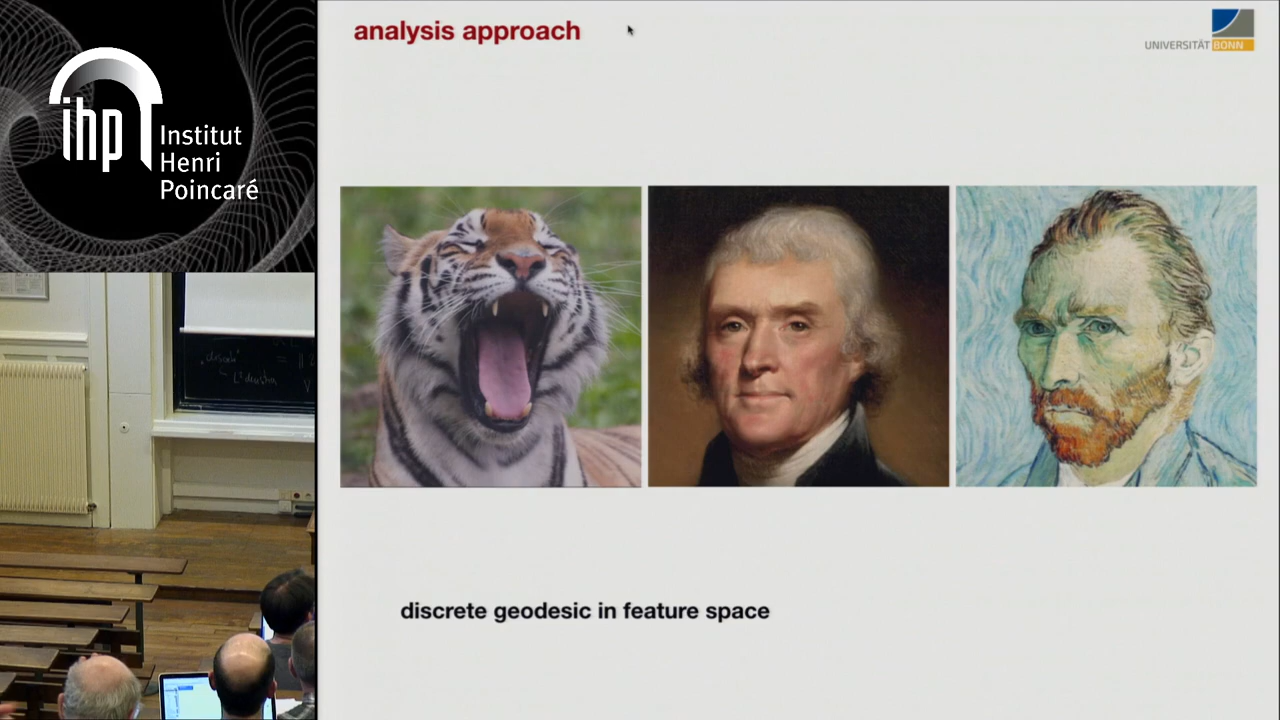 analysis approach
UNIVERSITÄT BONN
ihp Institut
Henri
Poincaré
discrete geodesic in feature space